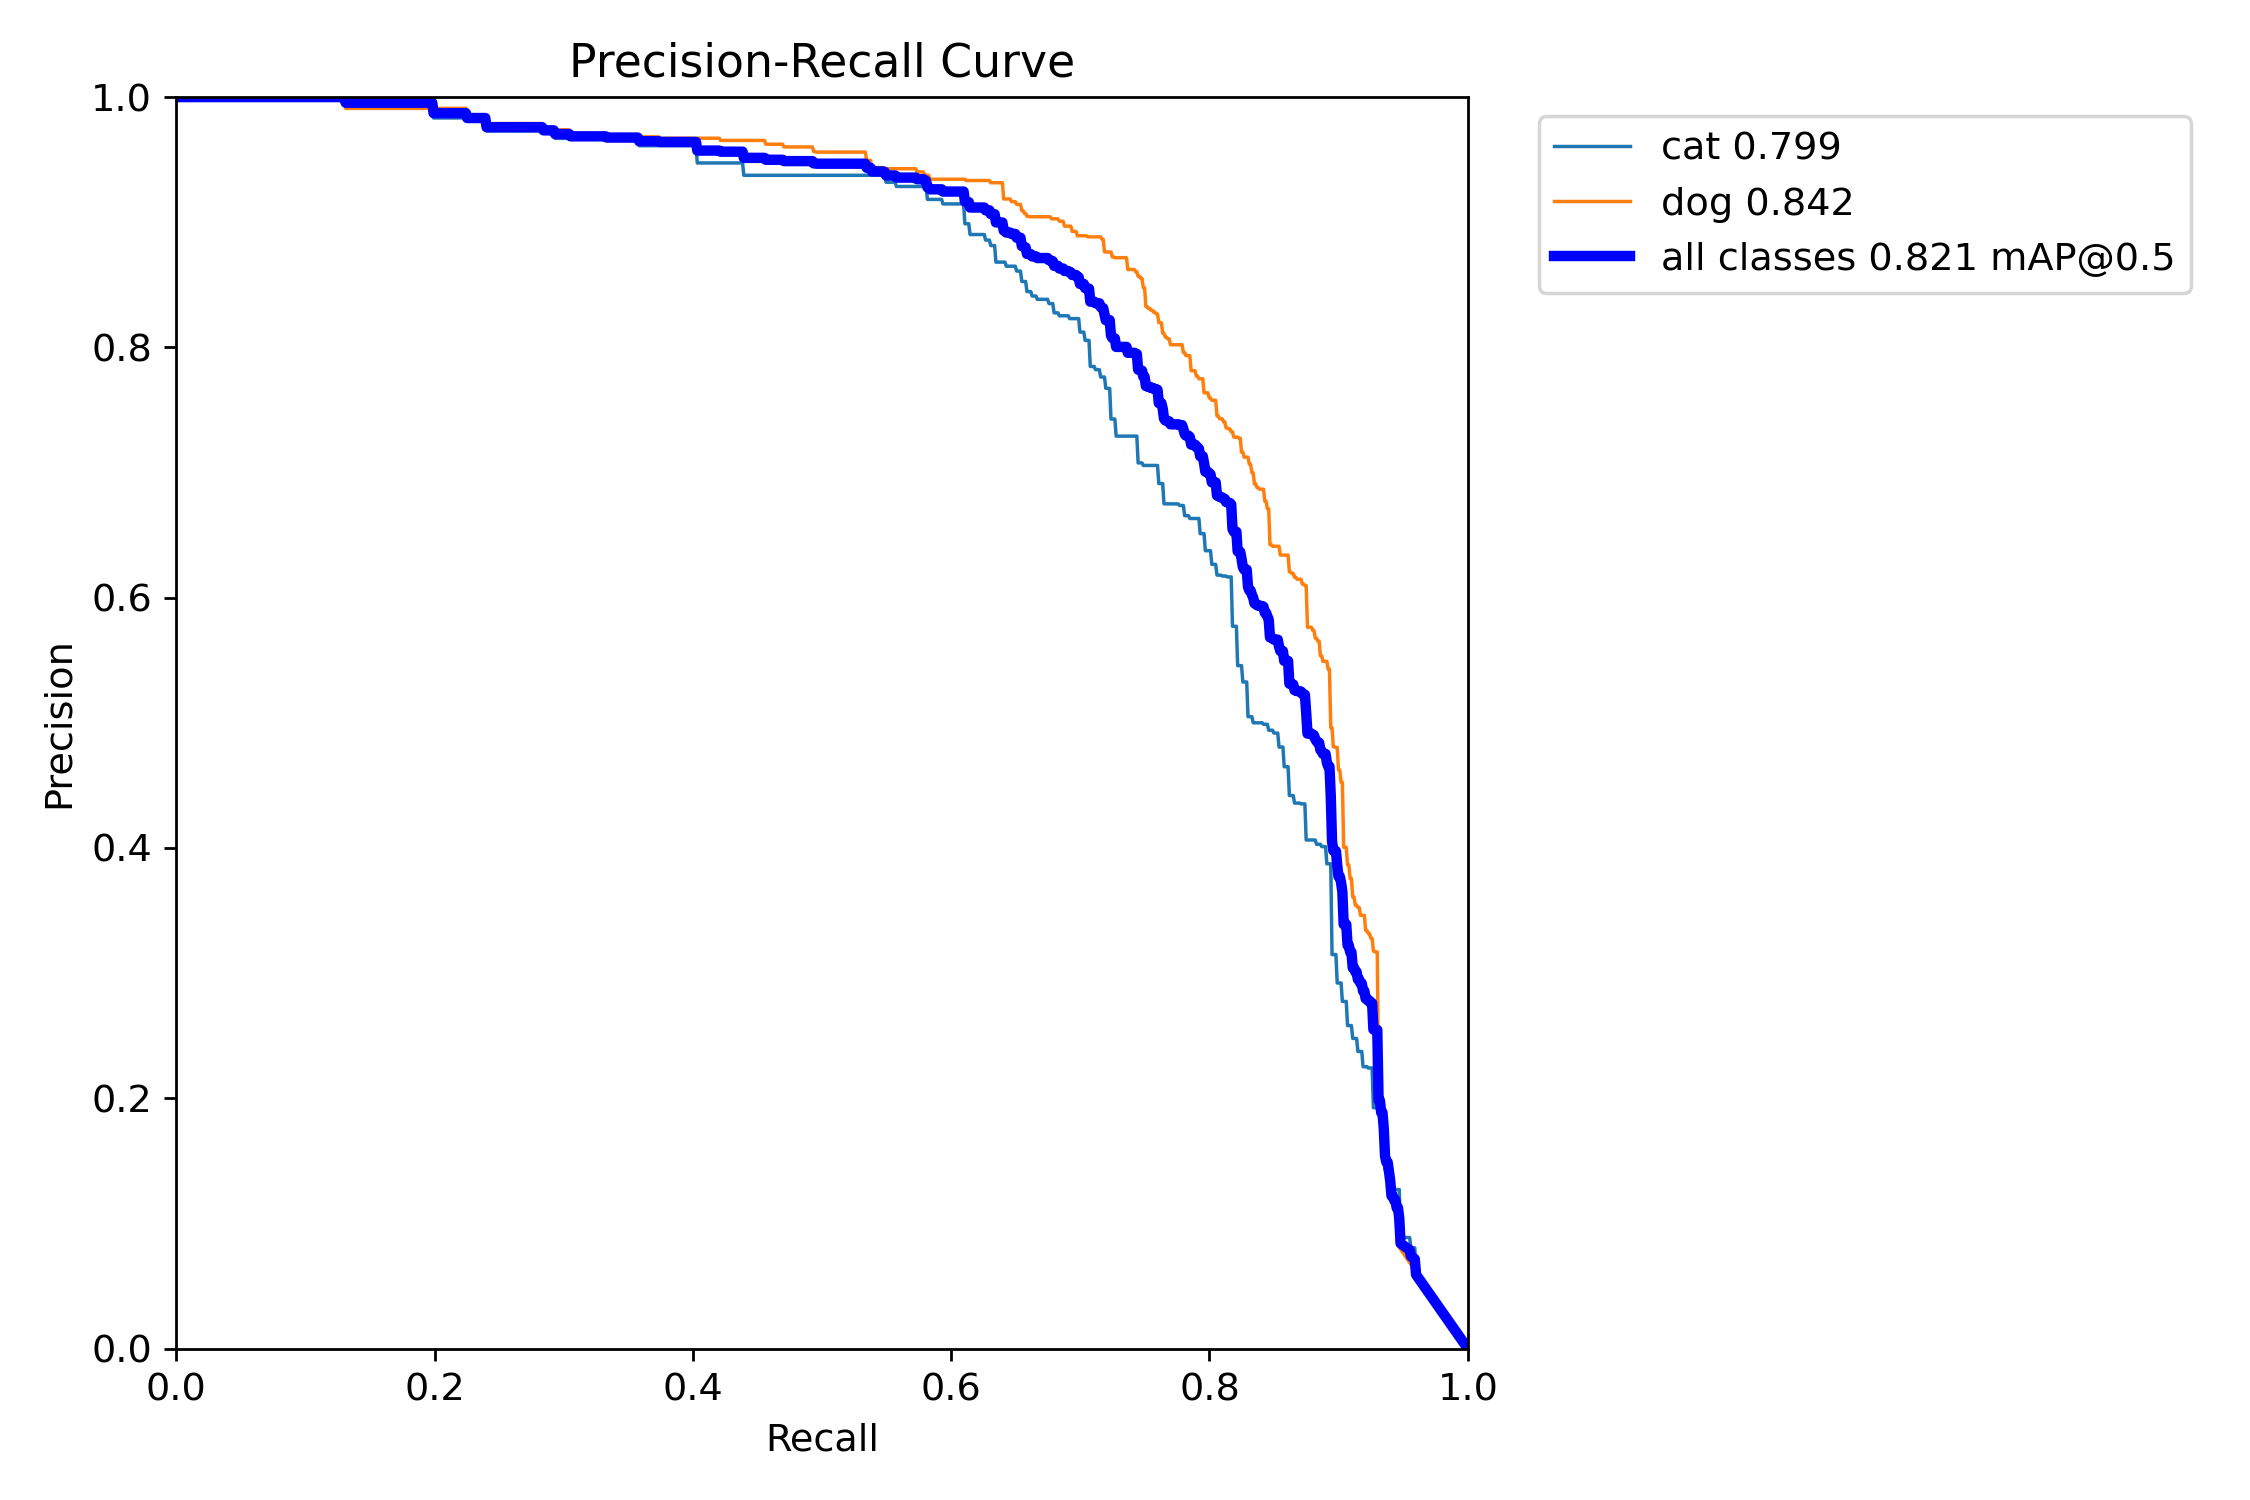 Precision-Recall Curve
cat 0.799
dog 0.842
all classes 0.821 mAP@0.5
1.0
0.8
0.6
0.4
0.2
0.0
Precision
0.0 0.2 0.4 0.6 0.8 1.0
Recall